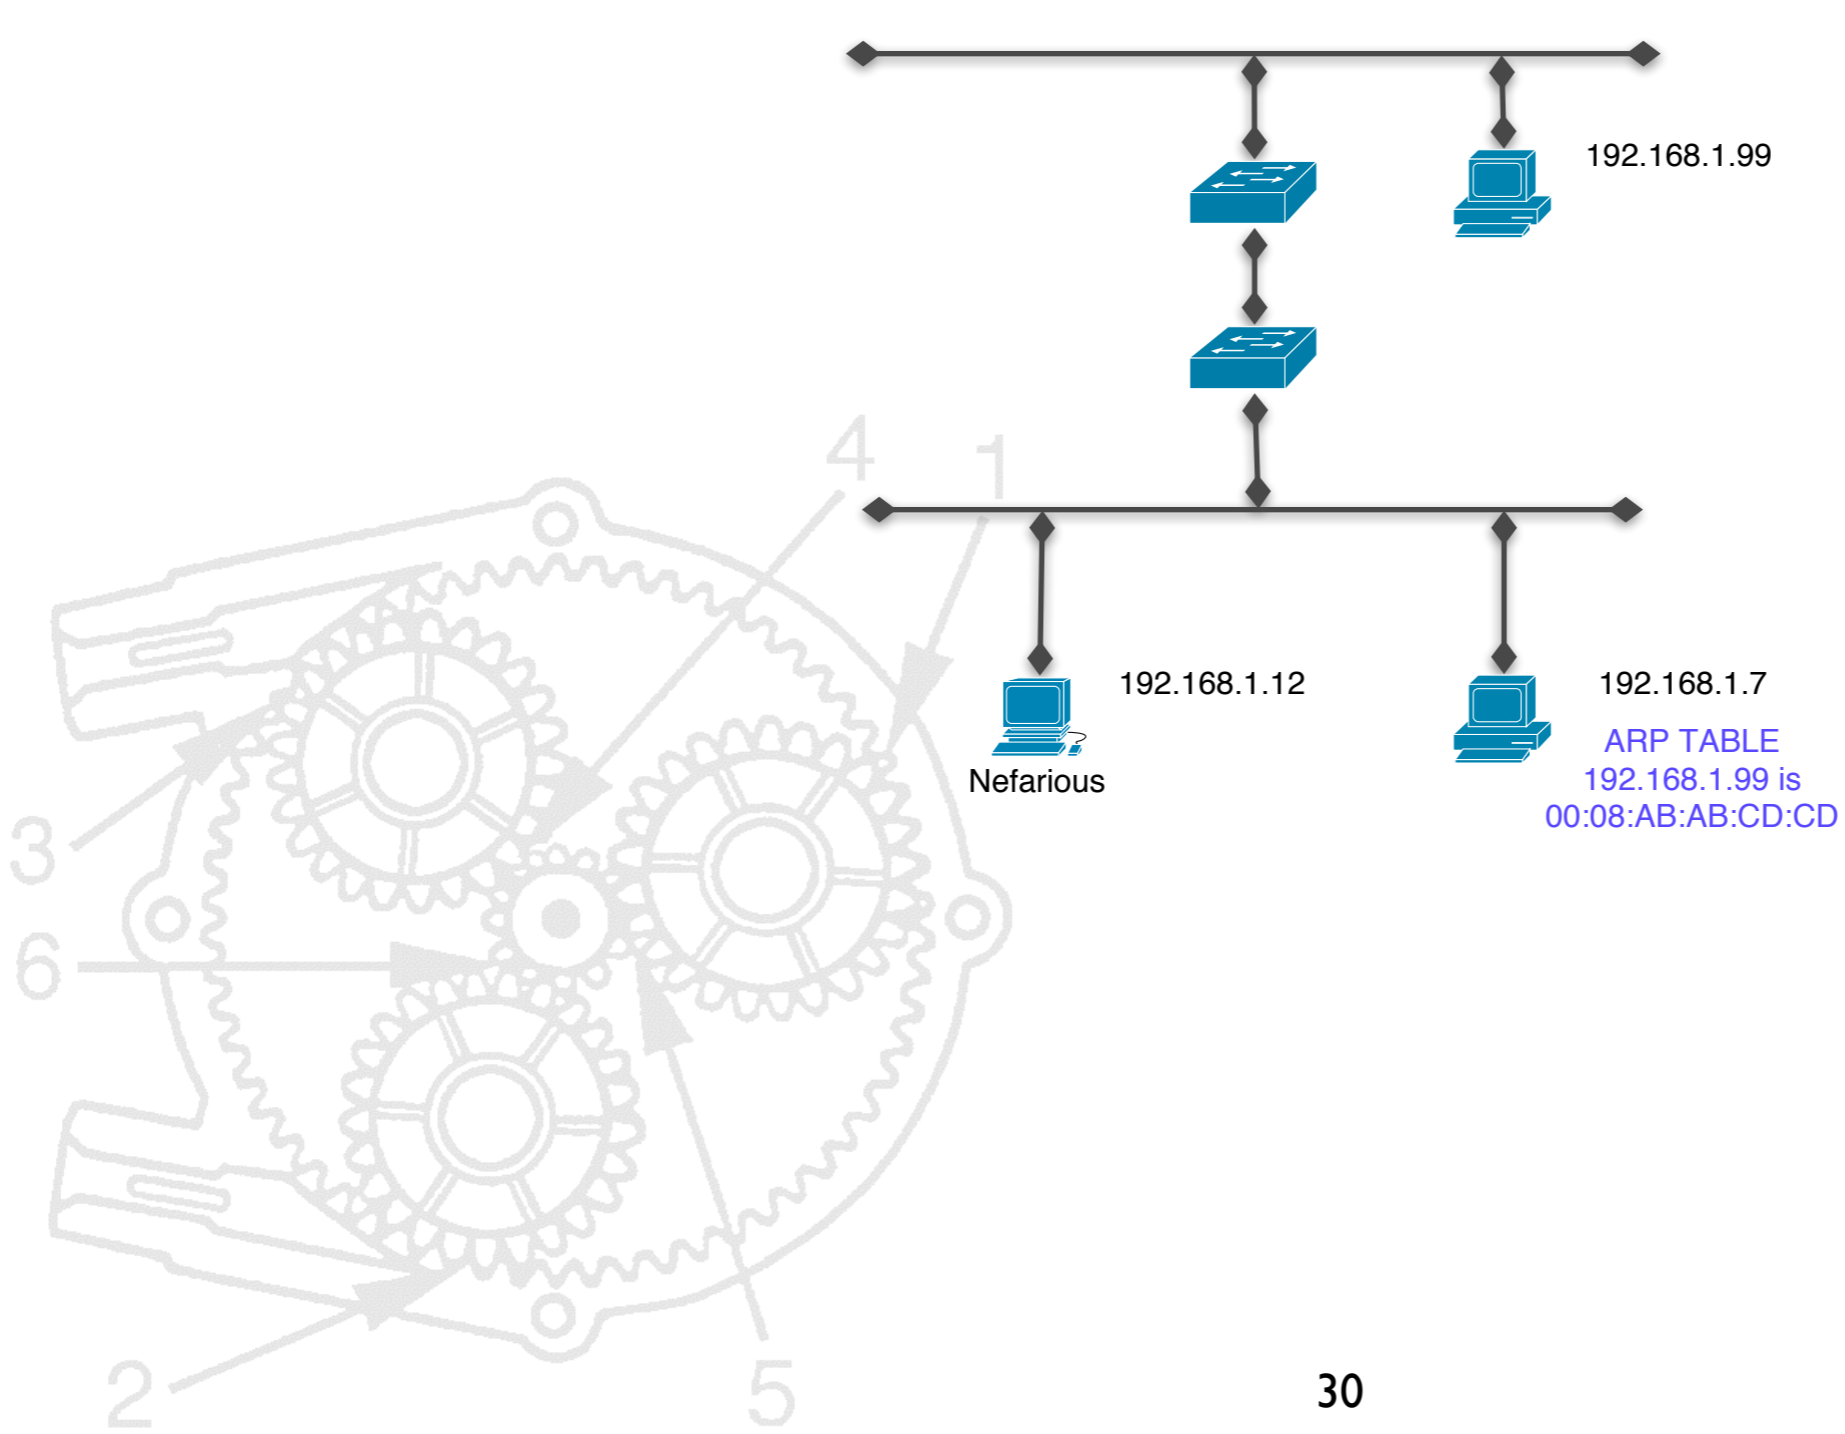 192.168.1.99
4
1
192.168.1.12
192.168.1.7
Nefarious
ARP TABLE
192.168.1.99 is
00:08:AB:AB:CD:CD
3
6
2
5
30